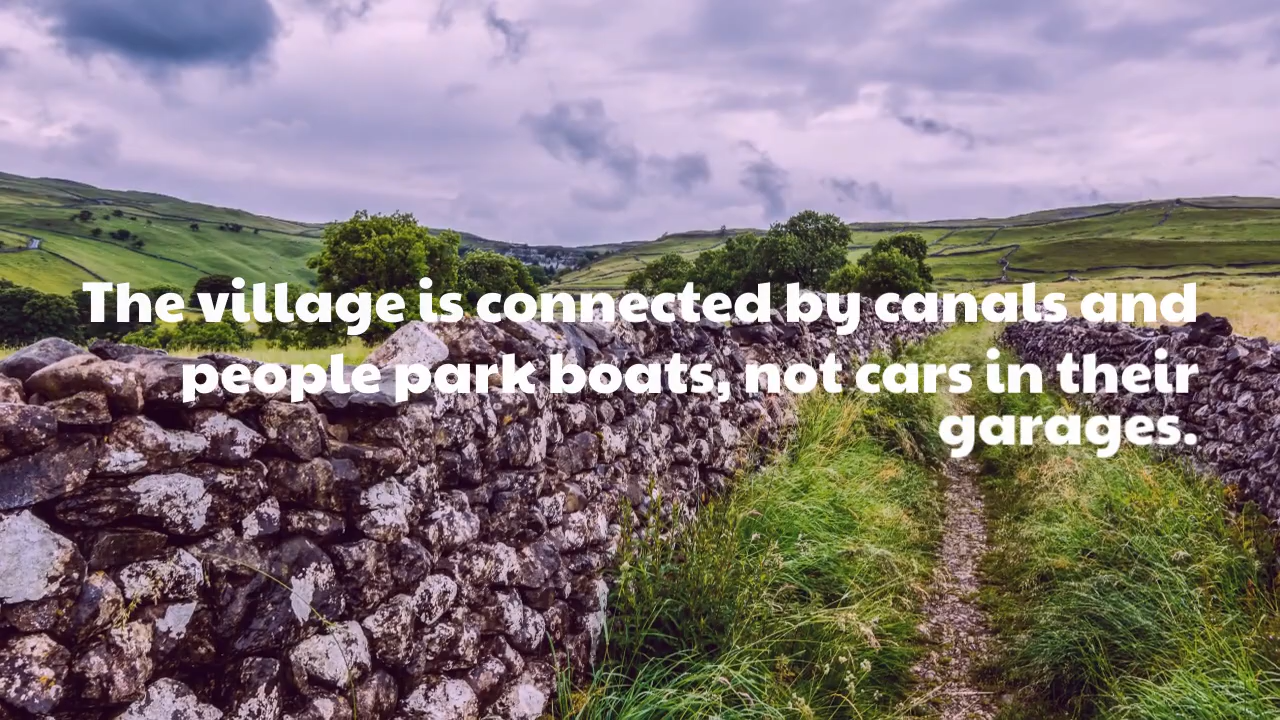 The village is connected by canals and
people park boats, not cars in their
garages.